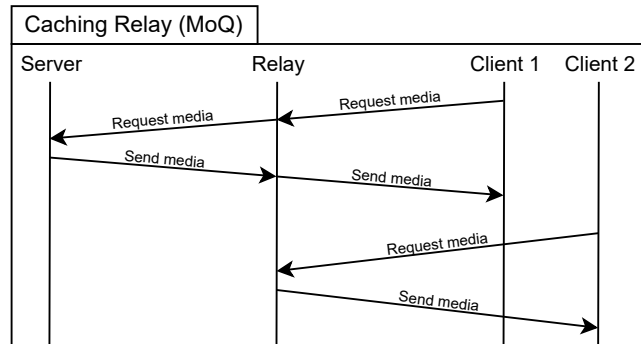 Caching Relay (MoQ)
Server Relay Client 1 Client 2
Request media
Request media
Send media
Send media
Request media
Send media